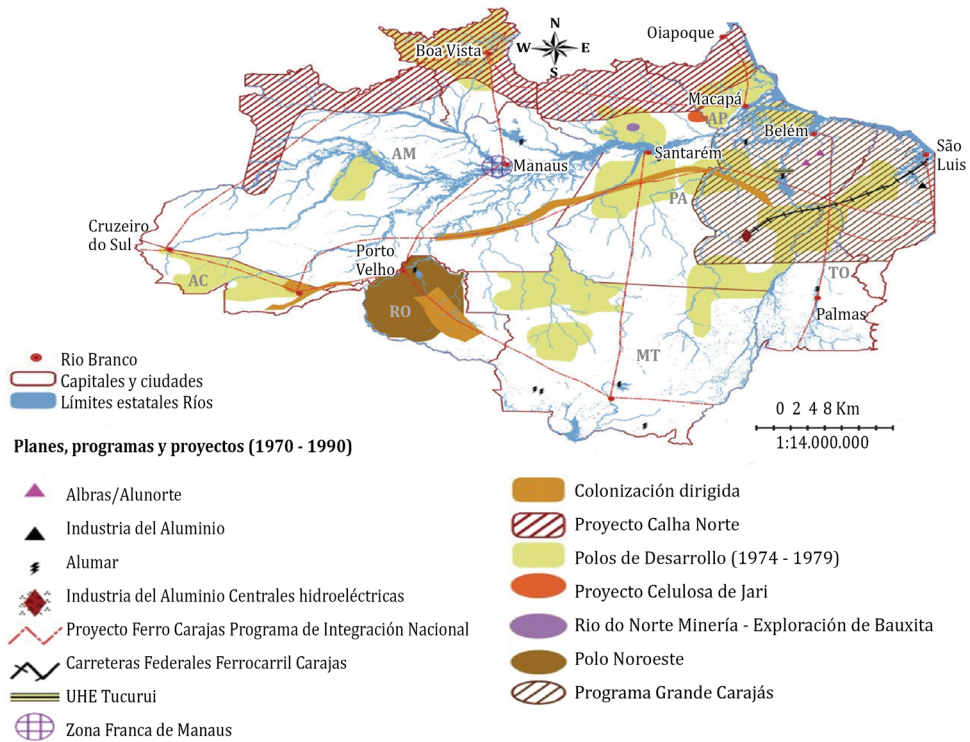 N
W E
S
Oiapoque
Boa Vista
Macapá
AP
Belém
São
Luis
AM
Manaus
Santarém
PA
Cruzeiro
do Sul
Porto
Velho
AC
RO
TO
Palmas
MT
Rio Branco
Capitales y ciudades
Límites estatales Ríos
0 2 4 8 Km
1:14.000.000
Planes, programas y proyectos (1970 - 1990)
Albras/Alunorte
Industria del Aluminio
Alumar
Industria del Aluminio Centrales hidroeléctricas
Proyecto Ferro Carajas Programa de Integración Nacional
Carreteras Federales Ferrocarril Carajas
UHE Tucurui
Zona Franca de Manaus
Colonización dirigida
Proyecto Calha Norte
Polos de Desarrollo (1974 - 1979)
Proyecto Celulosa de Jari
Rio do Norte Minería - Exploración de Bauxita
Polo Noroeste
Programa Grande Carajás